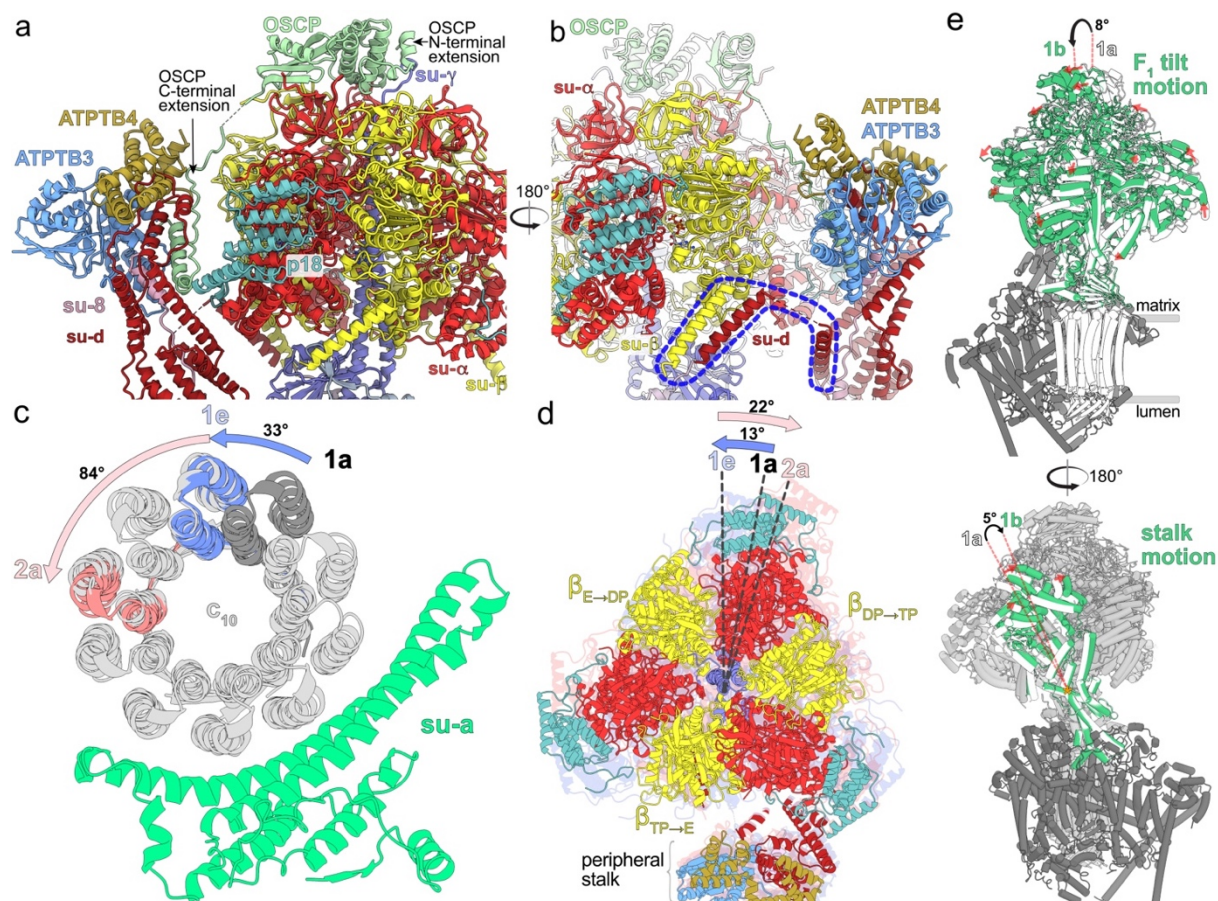 a
OSCP
OSCP
N-terminal
extension
su-γ
OSCP
C-terminal
extension
ATPTB4
ATPTB3
p18
su-8
su-d
su-α
su-β
180°
b
su-α
ATPTB4
ATPTB3
su-β
su-d
e
8°
1b
1a
F1 tilt
motion
matrix
lumen
180°
5°
1a
1b
stalk
motion
c
1e
33°
1a
84°
2a
c10
su-a
d
22°
13°
1e
1a
2a
βE→DP
βDP→TP
βTP→E
peripheral
stalk